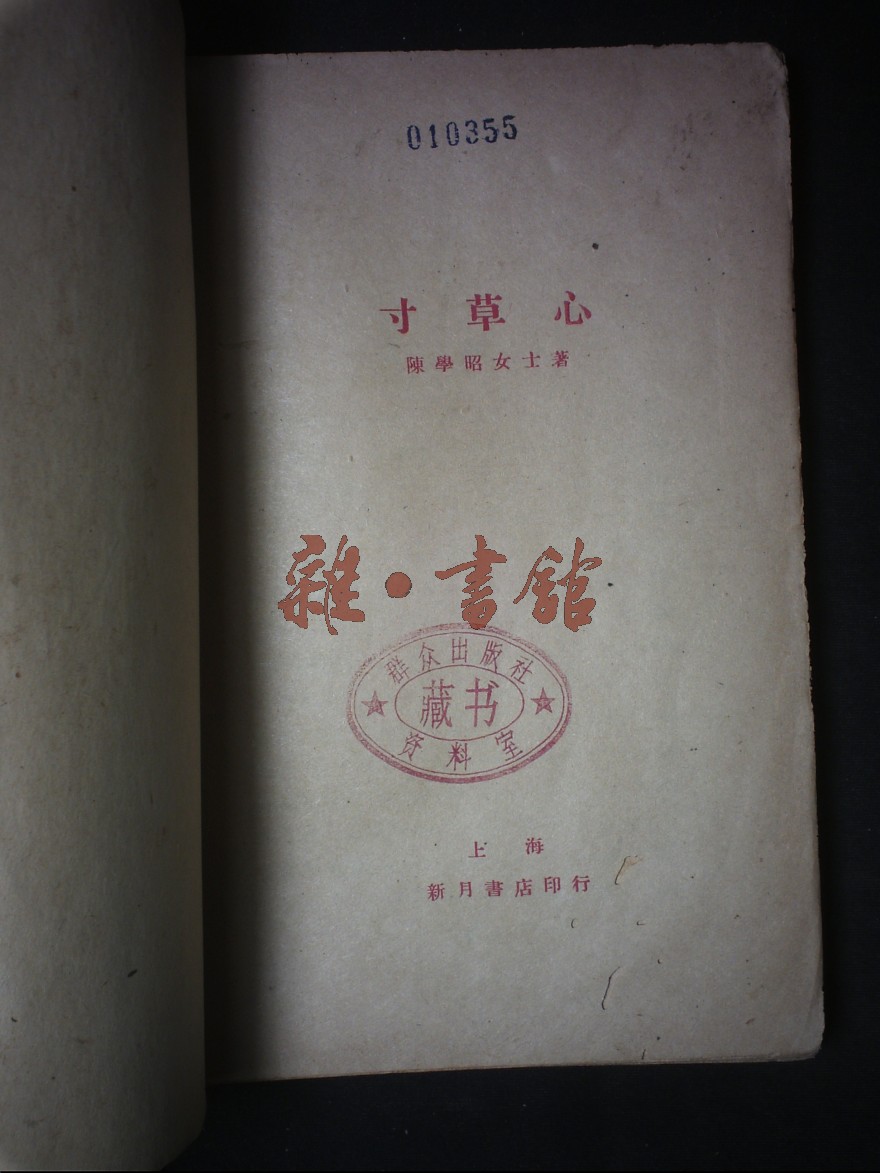 010355
寸草心
陳學昭女士著
雜·書館
群众出版社
藏书
资料室
上海
新月書店印行